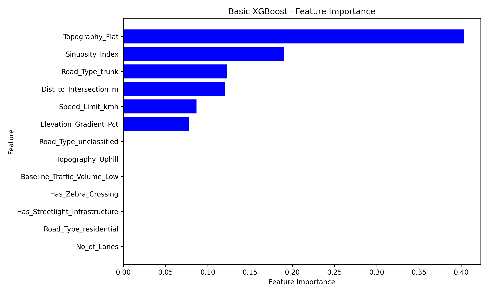 Basic XGBoost - Feature Importance
Topography_Flat
Sinuosity_Index
Road_Type_trunk
Dist_to_Intersection_m
Speed_Limit_kmh
Elevation_Gradient_Pct
Road_Type_unclassified
Topography_Uphill
Baseline_Traffic_Volume_Low
Has_Zebra_Crossing
Has_Streetlight_Infrastructure
Road_Type_residential
No_of_Lanes
Feature
0.00 0.05 0.10 0.15 0.20 0.25 0.30 0.35 0.40
Feature Importance